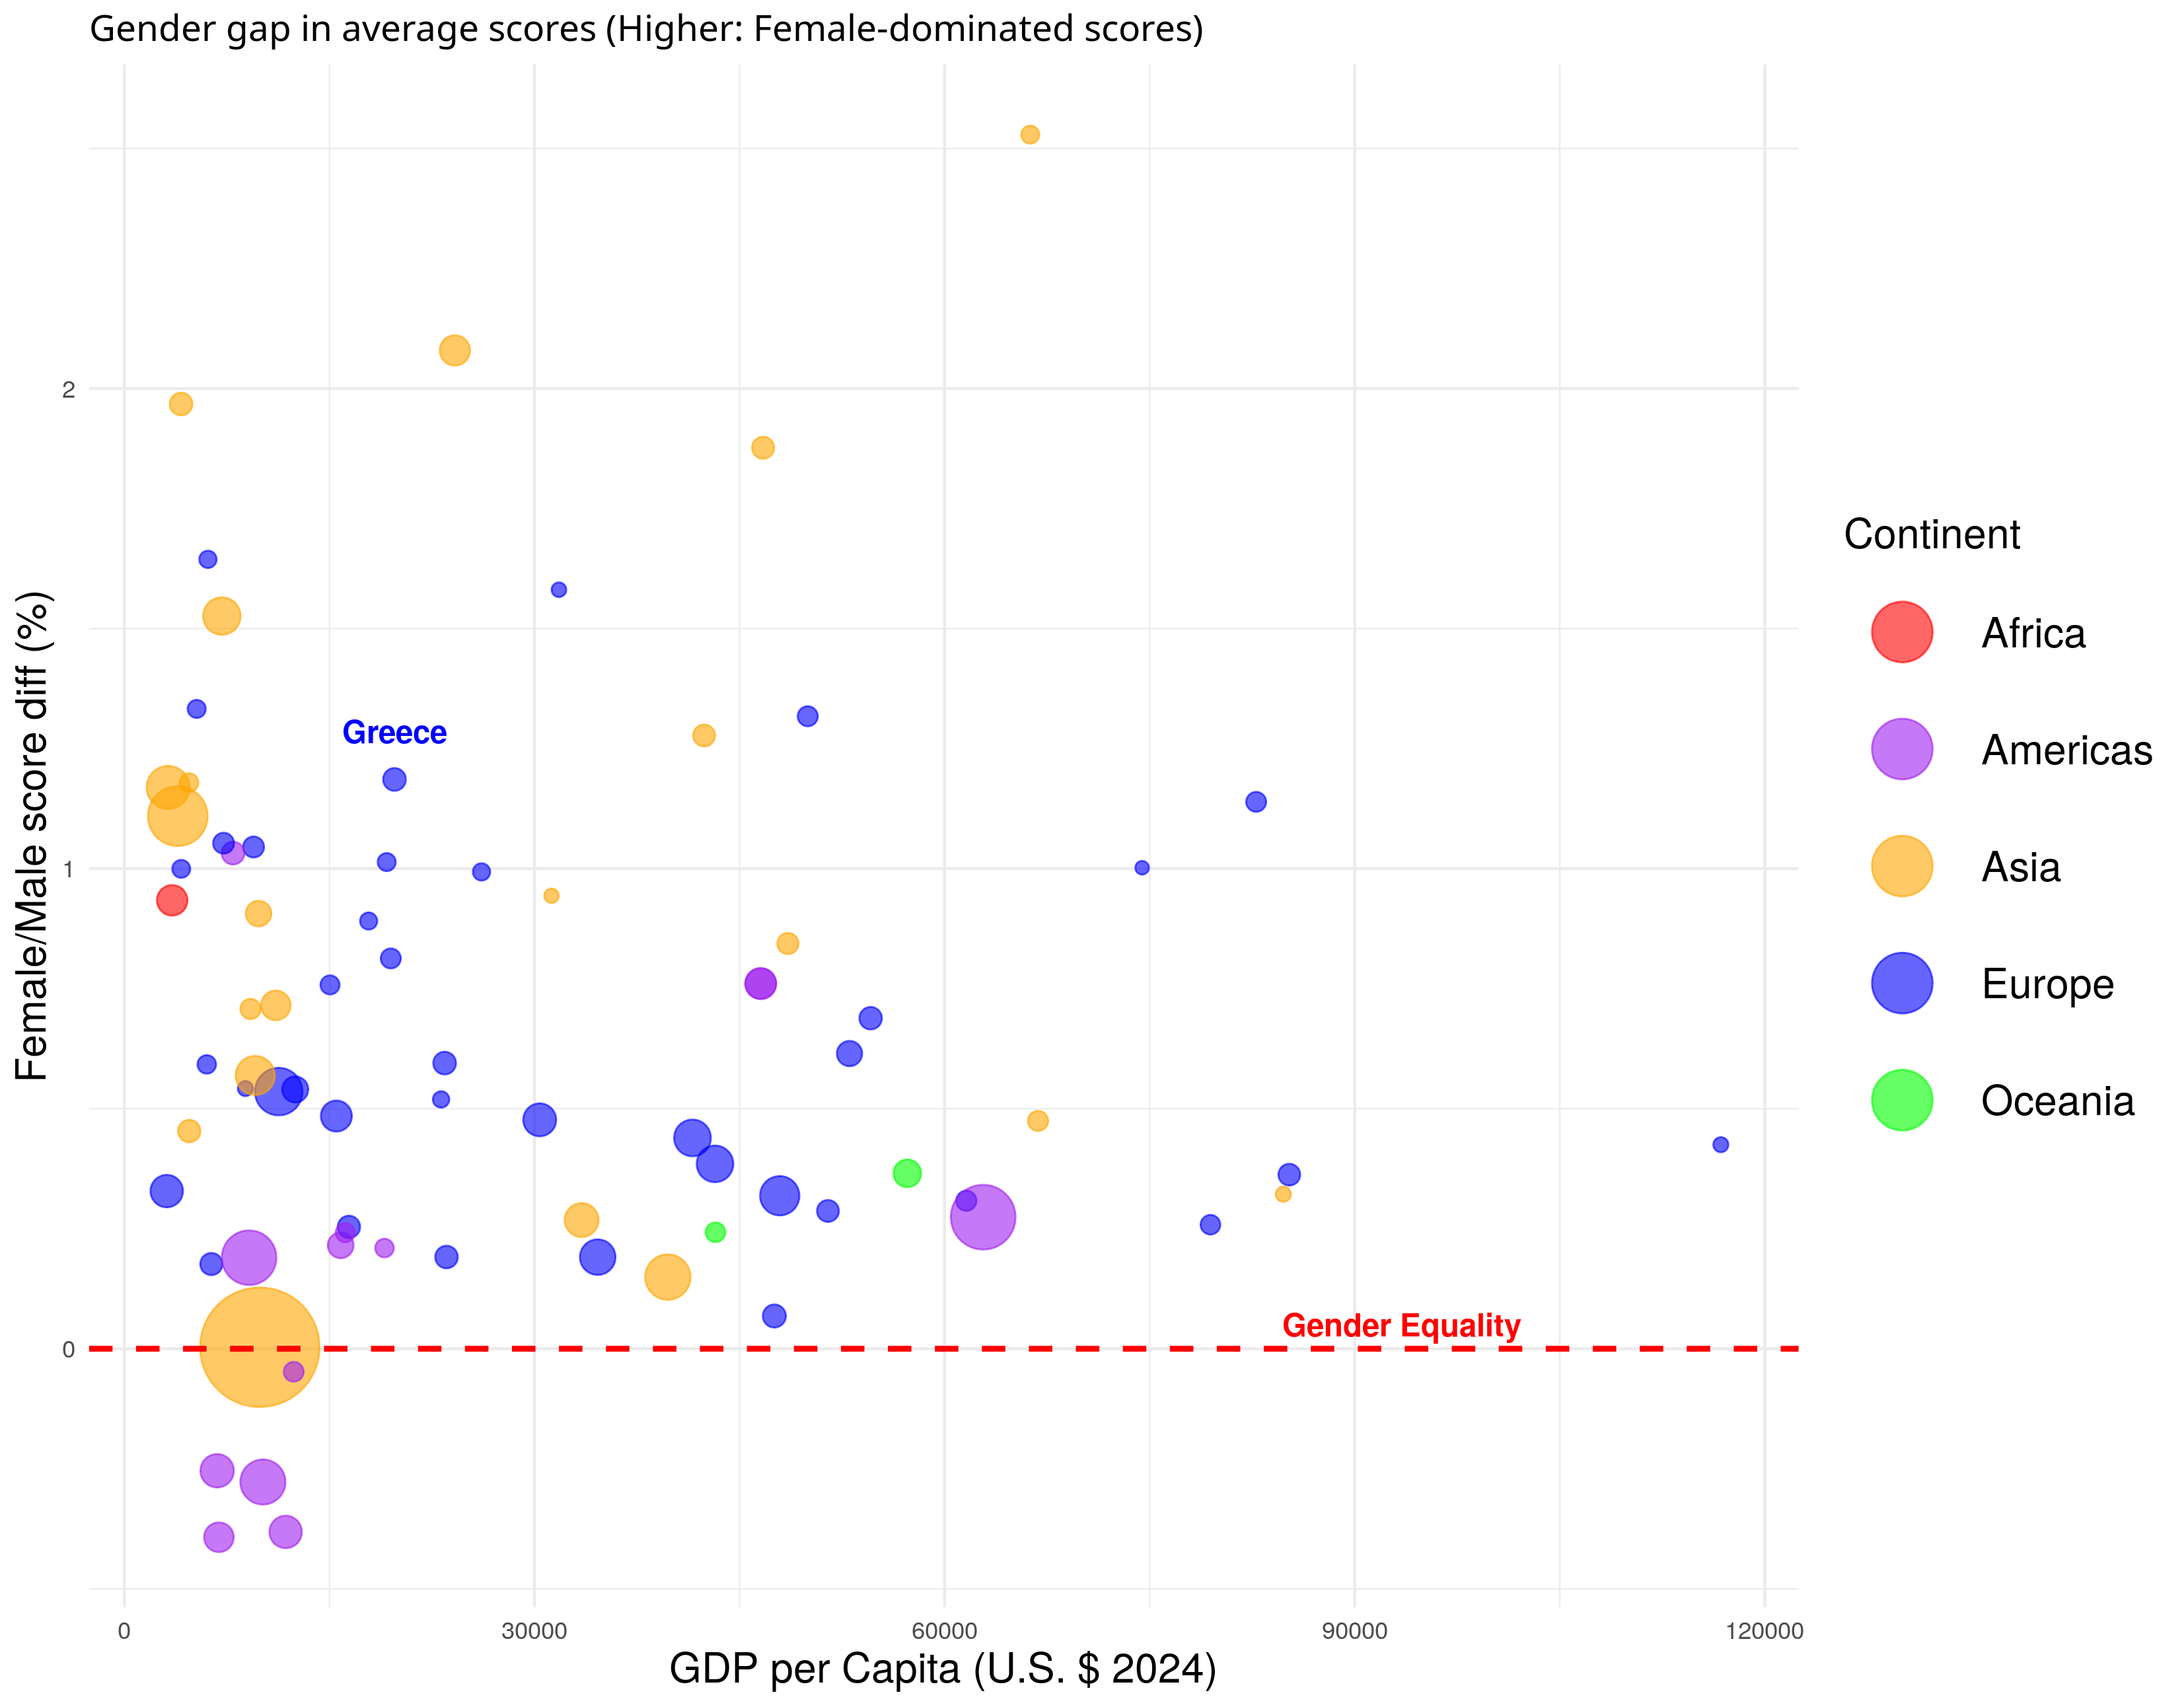 Gender gap in average scores (Higher: Female-dominated scores)
Female/Male score diff (%)
2
1
0
Greece
Gender Equality
0 30000 60000 90000 120000
GDP per Capita (U.S. $ 2024)
Continent
Africa
Americas
Asia
Europe
Oceania